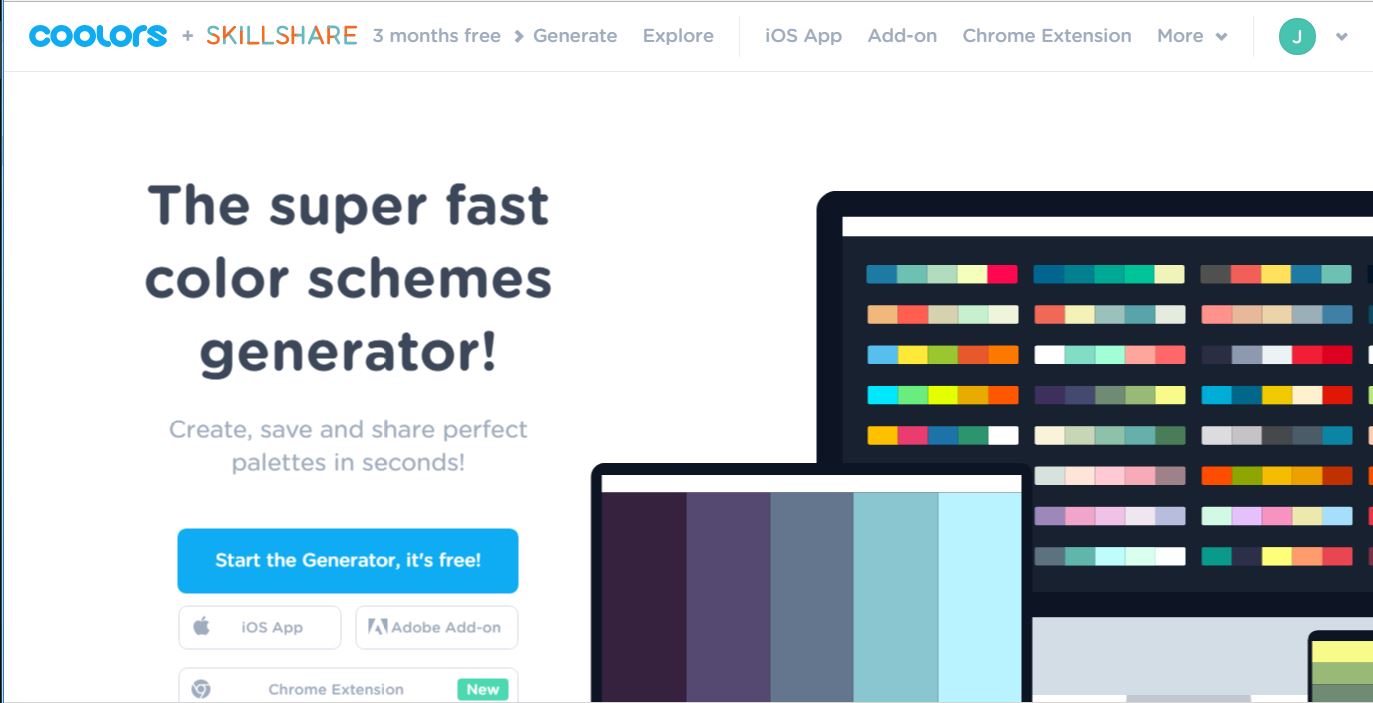 coolors + SKILLSHARE 3 months free Generate Explore iOS App Add-on Chrome Extension More J
The super fast
color schemes
generator!
Create, save and share perfect
palettes in seconds!
Start the Generator, it's free!
iOS App Adobe Add-on
Chrome Extension New